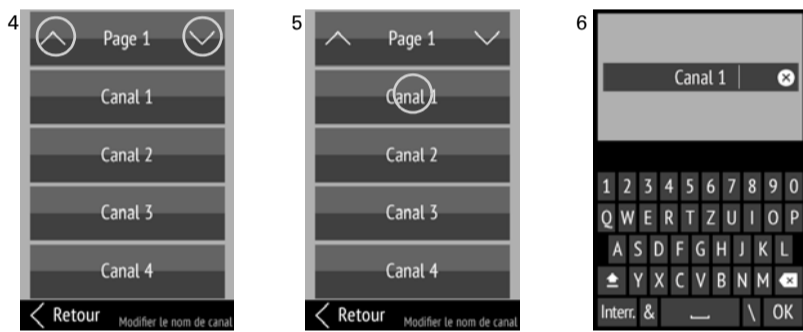 4
Page 1
Canal 1
Canal 2
Canal 3
Canal 4
Retour Modifier le nom de canal
5
Page 1
Canal 1
Canal 2
Canal 3
Canal 4
Retour Modifier le nom de canal
6
Canal 1
1 2 3 4 5 6 7 8 9 0
Q W E R T Z U I O P
A S D F G H J K L
Y X C V B N M
Interr. & \ OK